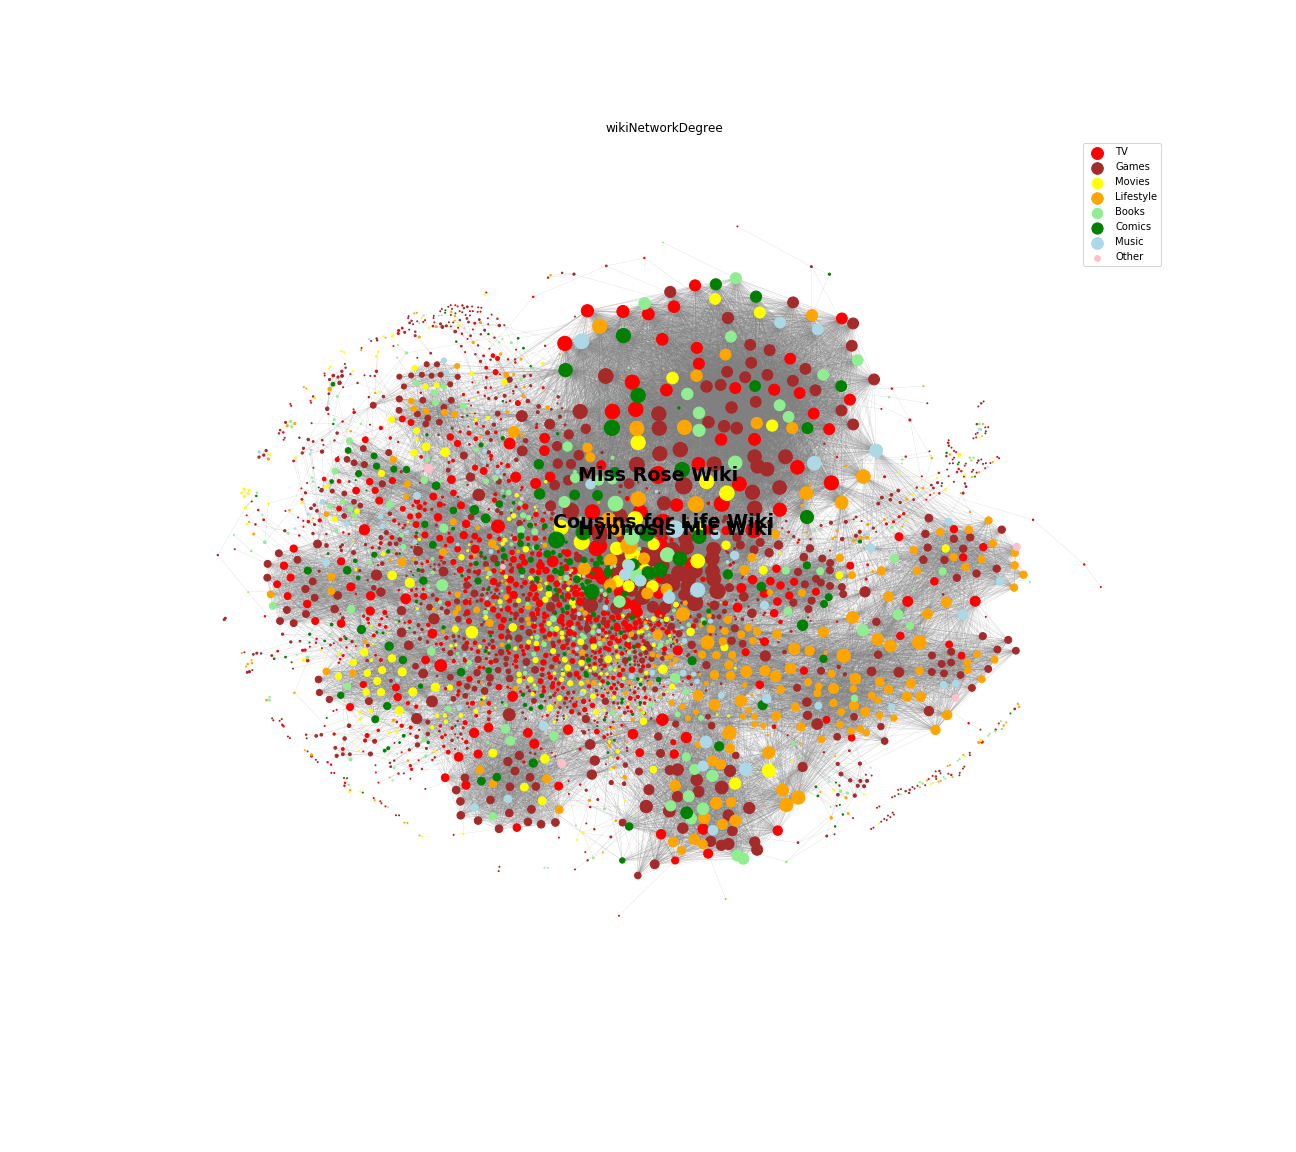 wikiNetworkDegree
TV
Games
Movies
Lifestyle
Books
Comics
Music
Other
Miss Rose Wiki
Cousins for Life Wiki
Hypnosis Mic Wiki